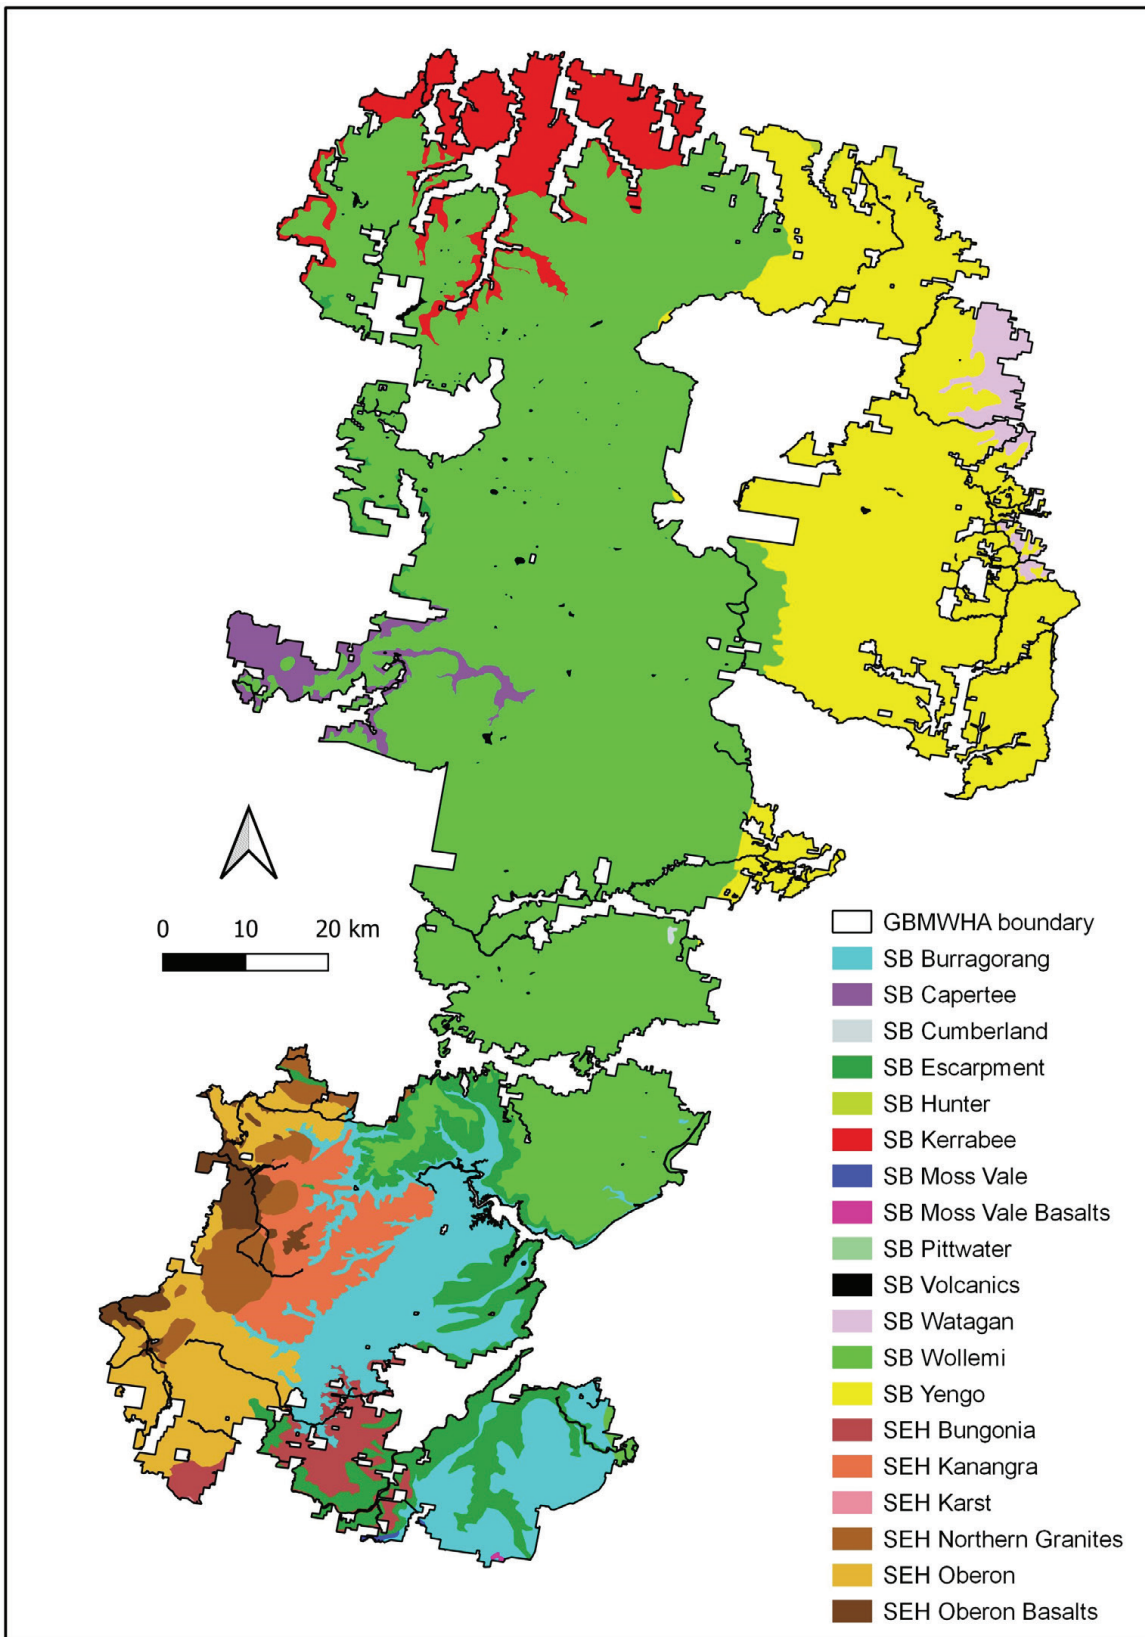 0 10 20 km
GBMWHA boundary
SB Burragorang
SB Capertee
SB Cumberland
SB Escarpment
SB Hunter
SB Kerrabee
SB Moss Vale
SB Moss Vale Basalts
SB Pittwater
SB Volcanics
SB Watagan
SB Wollemi
SB Yengo
SEH Bungonia
SEH Kanangra
SEH Karst
SEH Northern Granites
SEH Oberon
SEH Oberon Basalts